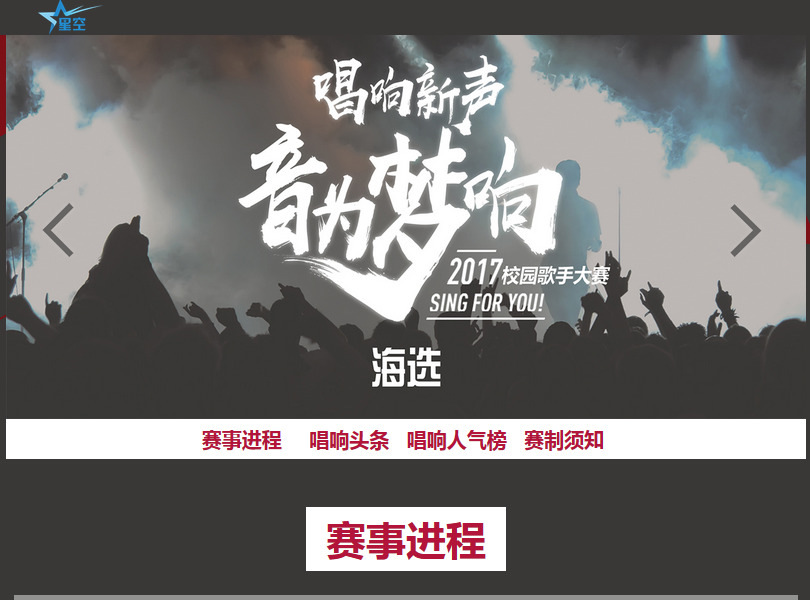 星空
唱响新声
音为梦响
2017校园歌手大赛
SING FOR YOU!
海选
赛事进程 唱响头条 唱响人气榜 赛制须知
赛事进程